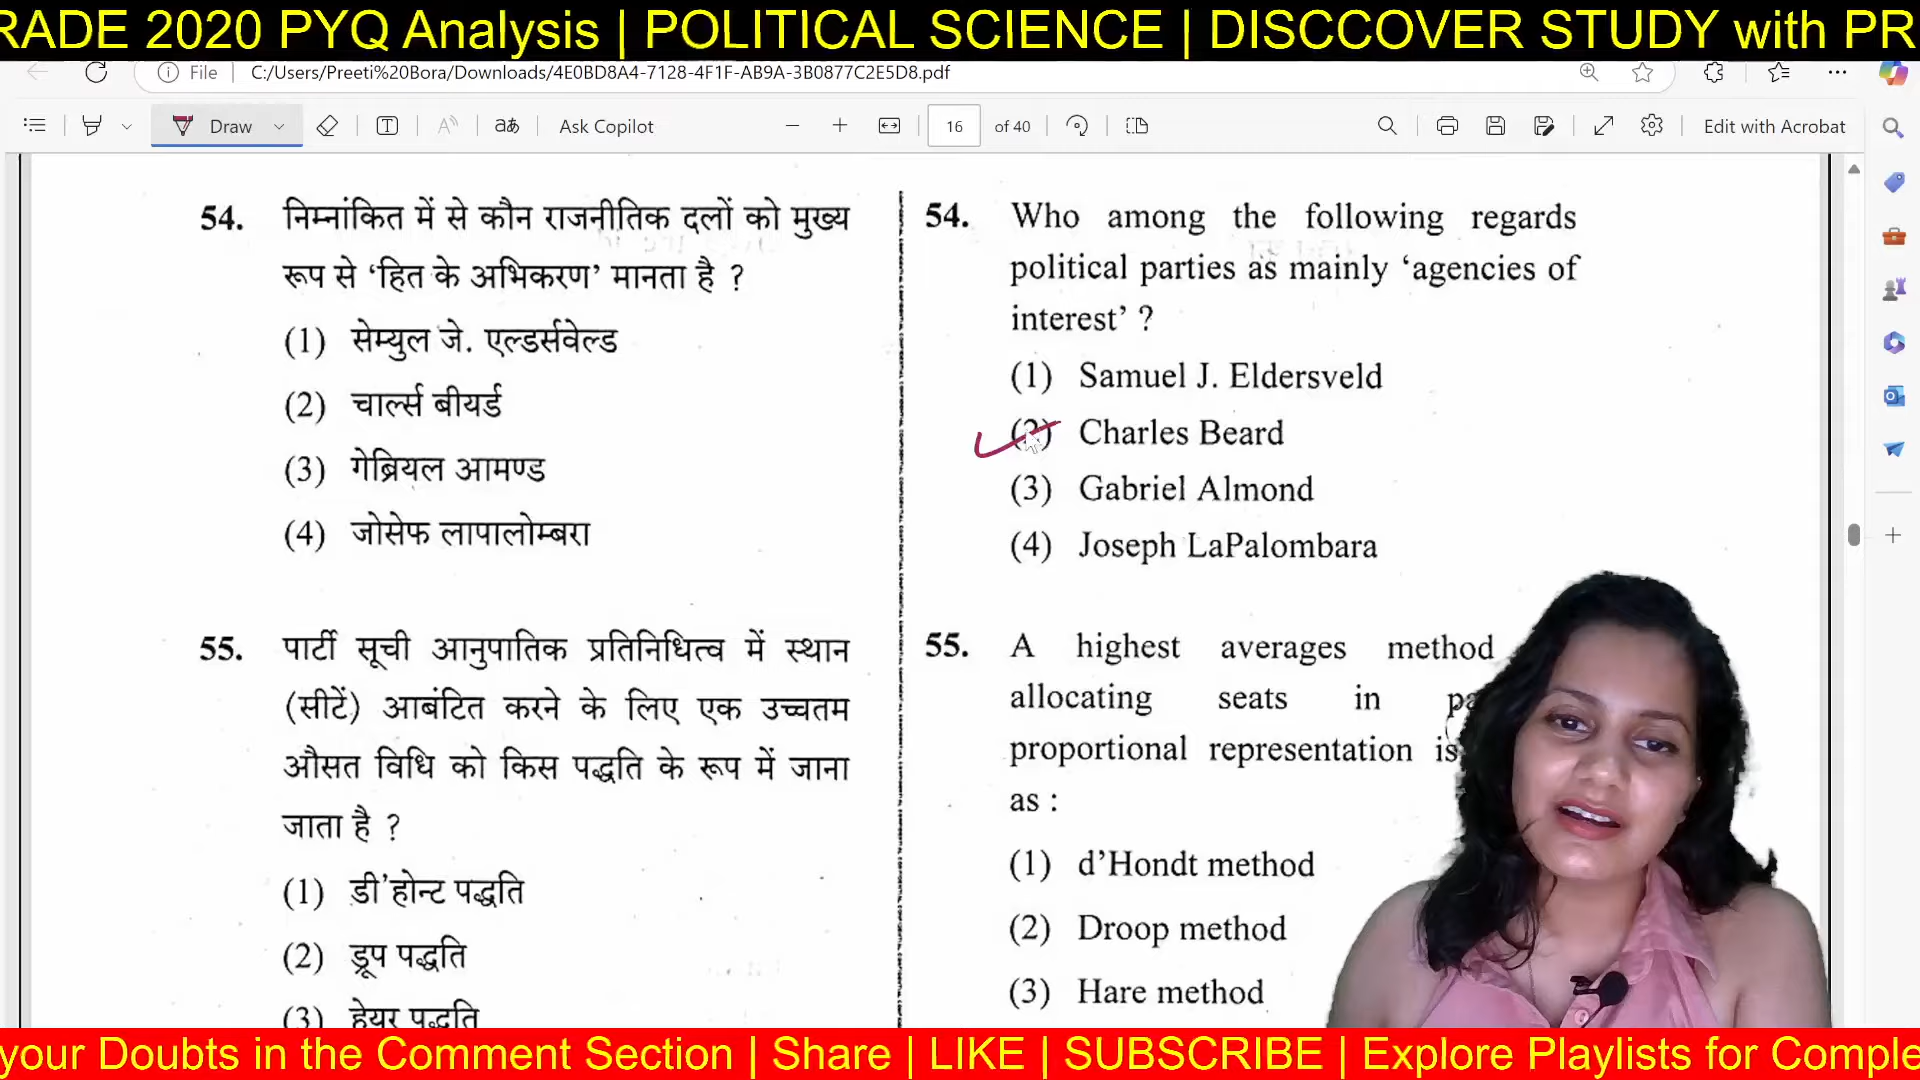 RADE 2020 PYQ Analysis | POLITICAL SCIENCE | DISCCOVER STUDY with PR
File C:/Users/Preeti%20Bora/Downloads/4E0BD8A4-7128-4F1F-AB9A-3B0877C2E5D8.pdf
Draw Ask Copilot 16 of 40 Edit with Acrobat
54. निम्नांकित में से कौन राजनीतिक दलों को मुख्य
रूप से ‘हित के अभिकरण’ मानता है ?
(1) सेम्युल जे. एल्डर्सवेल्ड
(2) चार्ल्स बीयर्ड
(3) गेब्रियल आमण्ड
(4) जोसेफ लापालोम्बरा
55. पार्टी सूची आनुपातिक प्रतिनिधित्व में स्थान
(सीटें) आबंटित करने के लिए एक उच्चतम
औसत विधि को किस पद्धति के रूप में जाना
जाता है ?
(1) डी’होन्ट पद्धति
(2) ड्रूप पद्धति
(3) हेयर पद्धति
54. Who among the following regards
political parties as mainly ‘agencies of
interest’ ?
(1) Samuel J. Eldersveld
(2) Charles Beard
(3) Gabriel Almond
(4) Joseph LaPalombara
55. A highest averages method
allocating seats in
proportional representation is
as :
(1) d’Hondt method
(2) Droop method
(3) Hare method
your Doubts in the Comment Section | Share | LIKE | SUBSCRIBE | Explore Playlists for Comple